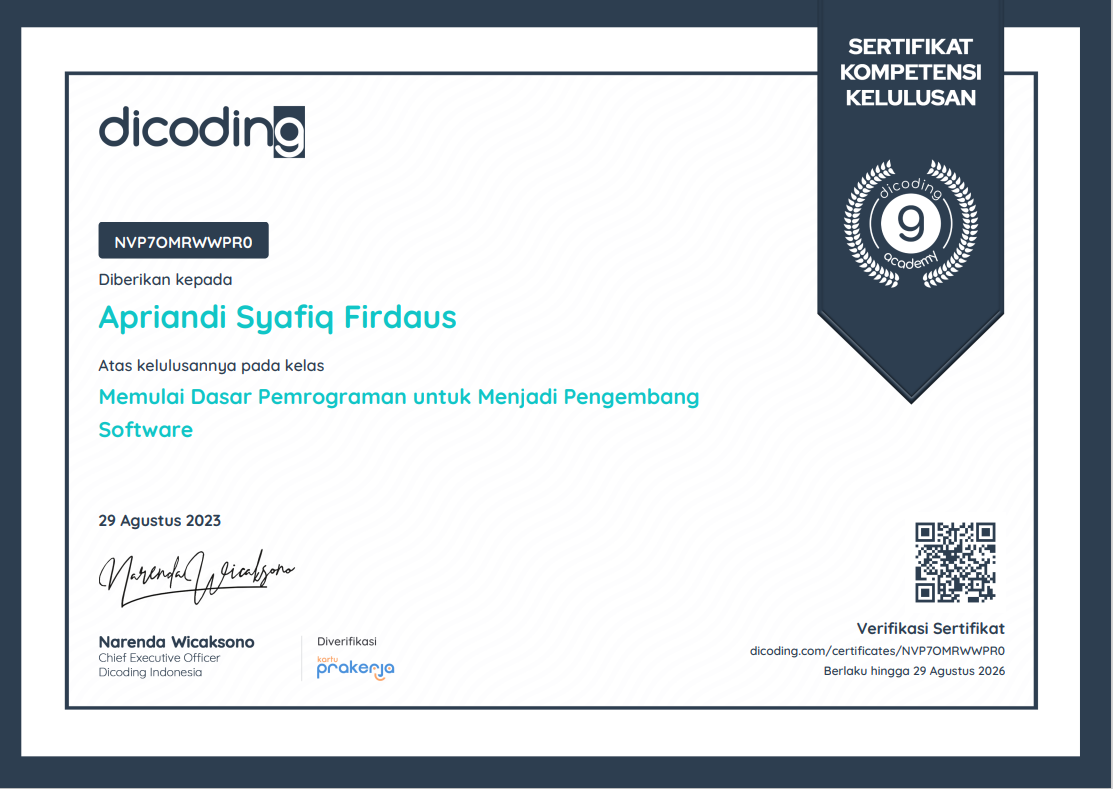 SERTIFIKAT
KOMPETENSI
KELULUSAN
dicoding
dicoding
9
academy
NVP7OMRWWPR0
Diberikan kepada
Apriandi Syafiq Firdaus
Atas kelulusannya pada kelas
Memulai Dasar Pemrograman untuk Menjadi Pengembang
Software
29 Agustus 2023
Narenda Wicaksono
Narenda Wicaksono
Chief Executive Officer
Dicoding Indonesia
Diverifikasi
kartu
prakerja
Verifikasi Sertifikat
dicoding.com/certificates/NVP7OMRWWPR0
Berlaku hingga 29 Agustus 2026